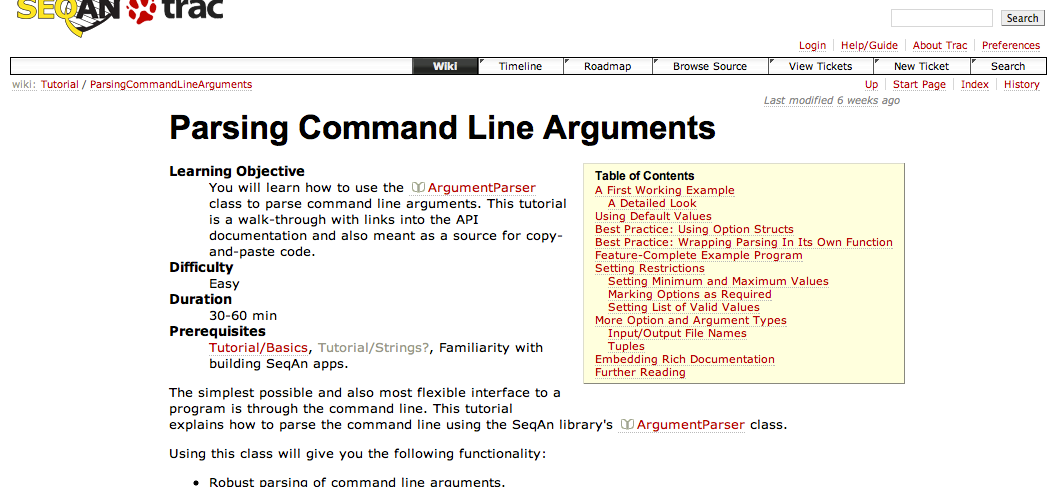 SEQAN trac
Search
Login Help/Guide About Trac Preferences
Wiki Timeline Roadmap Browse Source View Tickets New Ticket Search
wiki: Tutorial / ParsingCommandLineArguments
Up Start Page Index History
Last modified 6 weeks ago
Parsing Command Line Arguments
Learning Objective
You will learn how to use the ArgumentParser
class to parse command line arguments. This tutorial
is a walk-through with links into the API
documentation and also meant as a source for copy-
and-paste code.
Difficulty
Easy
Duration
30-60 min
Prerequisites
Tutorial/Basics, Tutorial/Strings?, Familiarity with
building SeqAn apps.
Table of Contents
A First Working Example
A Detailed Look
Using Default Values
Best Practice: Using Option Structs
Best Practice: Wrapping Parsing In Its Own Function
Feature-Complete Example Program
Setting Restrictions
Setting Minimum and Maximum Values
Marking Options as Required
Setting List of Valid Values
More Option and Argument Types
Input/Output File Names
Tuples
Embedding Rich Documentation
Further Reading
The simplest possible and also most flexible interface to a
program is through the command line. This tutorial
explains how to parse the command line using the SeqAn library's ArgumentParser class.
Using this class will give you the following functionality:
• Robust parsing of command line arguments.